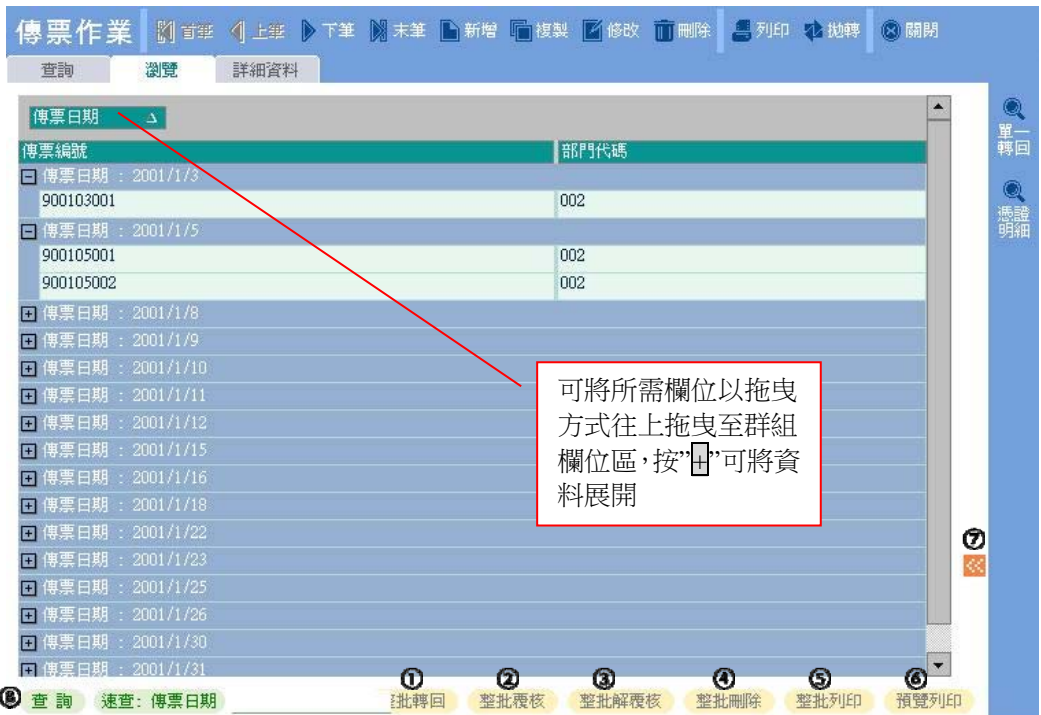 傳票作業 首筆 上筆 下筆 末筆 新增 複製 修改 刪除 列印 拋轉 關閉
查詢 瀏覽 詳細資料
傳票日期
單一
轉回
傳票編號 部門代碼
傳票日期 : 2001/1/3
900103001 002
憑證
明細
傳票日期 : 2001/1/5
900105001 002
900105002 002
傳票日期 : 2001/1/8
傳票日期 : 2001/1/9
傳票日期 : 2001/1/10
傳票日期 : 2001/1/11
傳票日期 : 2001/1/12
傳票日期 : 2001/1/15
傳票日期 : 2001/1/16
傳票日期 : 2001/1/18
傳票日期 : 2001/1/22
傳票日期 : 2001/1/23
傳票日期 : 2001/1/25
傳票日期 : 2001/1/26
傳票日期 : 2001/1/30
傳票日期 : 2001/1/31
可將所需欄位以拖曳
方式往上拖曳至群組
欄位區，按”+”可將資
料展開
⑦
① ② ③ ④ ⑤ ⑥
⑧ 查詢 速查: 傳票日期 批轉回 整批覆核 整批解覆核 整批刪除 整批列印 預覽列印